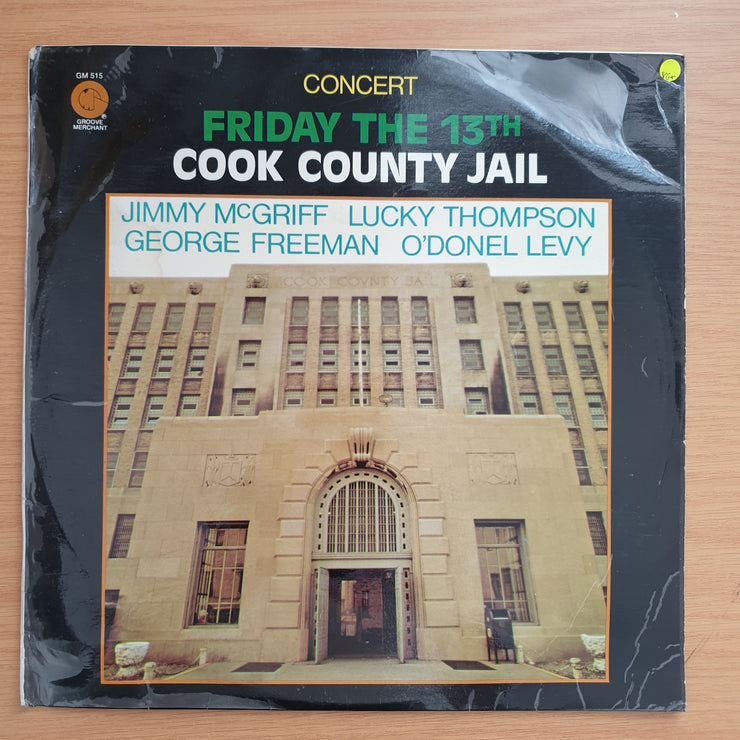 GM 515
GROOVE
MERCHANT
®
CONCERT
FRIDAY THE 13TH
COOK COUNTY JAIL
JIMMY McGRIFF LUCKY THOMPSON
GEORGE FREEMAN O'DONEL LEVY
COOK COUNTY JAIL